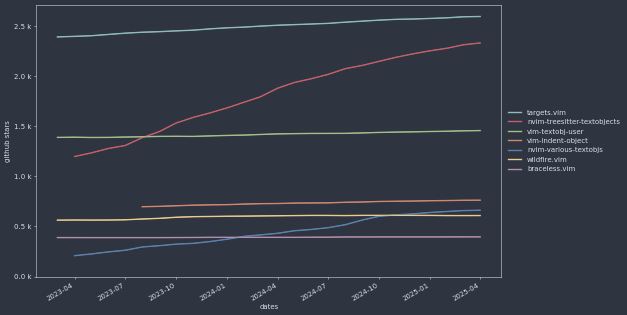 2.5 k
2.0 k
1.5 k
1.0 k
0.5 k
0.0 k
github stars
2023-04
2023-07
2023-10
2024-01
2024-04
2024-07
2024-10
2025-01
2025-04
dates
targets.vim
nvim-treesitter-textobjects
vim-textobj-user
vim-indent-object
nvim-various-textobjs
wildfire.vim
braceless.vim